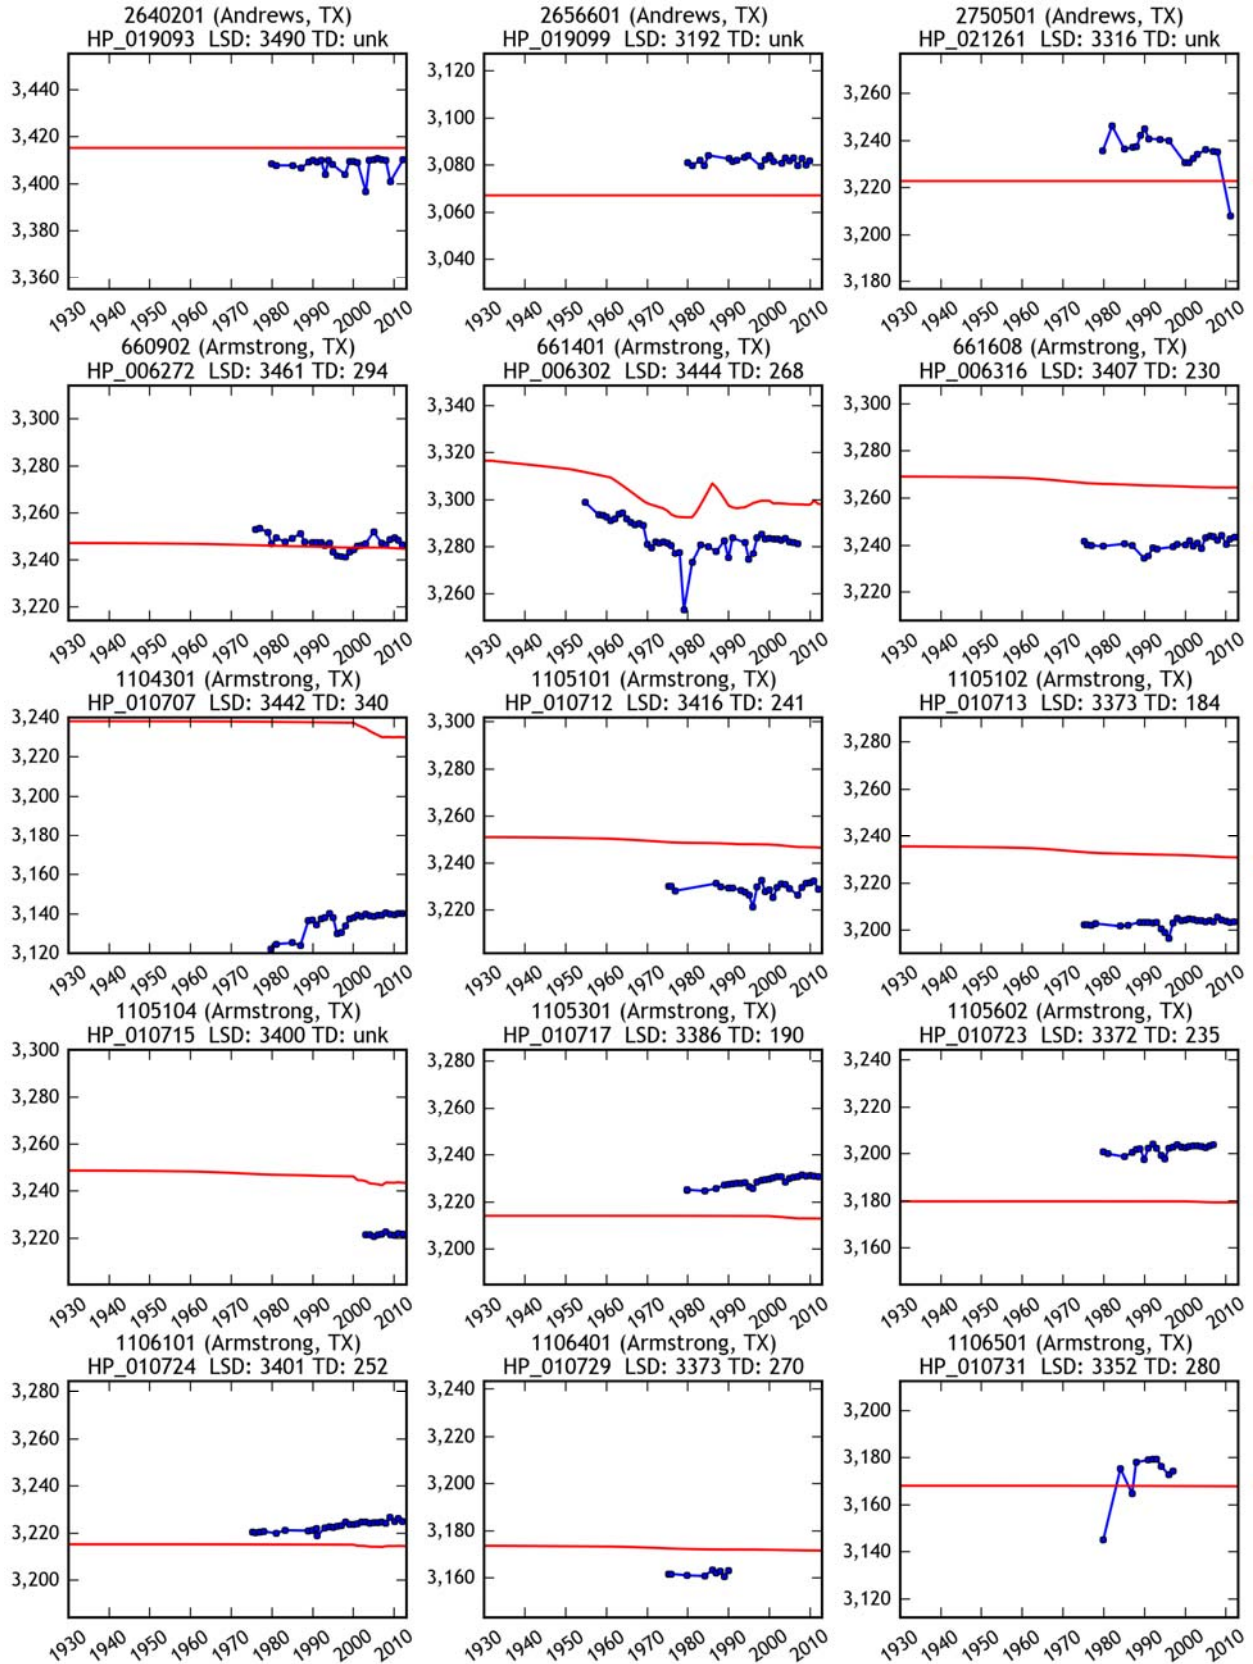 2640201 (Andrews, TX)
HP_019093 LSD: 3490 TD: unk
3,440
3,420
3,400
3,380
3,360
1930 1940 1950 1960 1970 1980 1990 2000 2010
2656601 (Andrews, TX)
HP_019099 LSD: 3192 TD: unk
3,120
3,100
3,080
3,060
3,040
1930 1940 1950 1960 1970 1980 1990 2000 2010
2750501 (Andrews, TX)
HP_021261 LSD: 3316 TD: unk
3,260
3,240
3,220
3,200
3,180
1930 1940 1950 1960 1970 1980 1990 2000 2010
660902 (Armstrong, TX)
HP_006272 LSD: 3461 TD: 294
3,300
3,280
3,260
3,240
3,220
1930 1940 1950 1960 1970 1980 1990 2000 2010
661401 (Armstrong, TX)
HP_006302 LSD: 3444 TD: 268
3,340
3,320
3,300
3,280
3,260
1930 1940 1950 1960 1970 1980 1990 2000 2010
661608 (Armstrong, TX)
HP_006316 LSD: 3407 TD: 230
3,300
3,280
3,260
3,240
3,220
1930 1940 1950 1960 1970 1980 1990 2000 2010
1104301 (Armstrong, TX)
HP_010707 LSD: 3442 TD: 340
3,240
3,220
3,200
3,180
3,160
3,140
3,120
1930 1940 1950 1960 1970 1980 1990 2000 2010
1105101 (Armstrong, TX)
HP_010712 LSD: 3416 TD: 241
3,300
3,280
3,260
3,240
3,220
1930 1940 1950 1960 1970 1980 1990 2000 2010
1105102 (Armstrong, TX)
HP_010713 LSD: 3373 TD: 184
3,280
3,260
3,240
3,220
3,200
1930 1940 1950 1960 1970 1980 1990 2000 2010
1105104 (Armstrong, TX)
HP_010715 LSD: 3400 TD: unk
3,300
3,280
3,260
3,240
3,220
1930 1940 1950 1960 1970 1980 1990 2000 2010
1105301 (Armstrong, TX)
HP_010717 LSD: 3386 TD: 190
3,280
3,260
3,240
3,220
3,200
1930 1940 1950 1960 1970 1980 1990 2000 2010
1105602 (Armstrong, TX)
HP_010723 LSD: 3372 TD: 235
3,240
3,220
3,200
3,180
3,160
1930 1940 1950 1960 1970 1980 1990 2000 2010
1106101 (Armstrong, TX)
HP_010724 LSD: 3401 TD: 252
3,280
3,260
3,240
3,220
3,200
1930 1940 1950 1960 1970 1980 1990 2000 2010
1106401 (Armstrong, TX)
HP_010729 LSD: 3373 TD: 270
3,240
3,220
3,200
3,180
3,160
1930 1940 1950 1960 1970 1980 1990 2000 2010
1106501 (Armstrong, TX)
HP_010731 LSD: 3352 TD: 280
3,200
3,180
3,160
3,140
3,120
1930 1940 1950 1960 1970 1980 1990 2000 2010